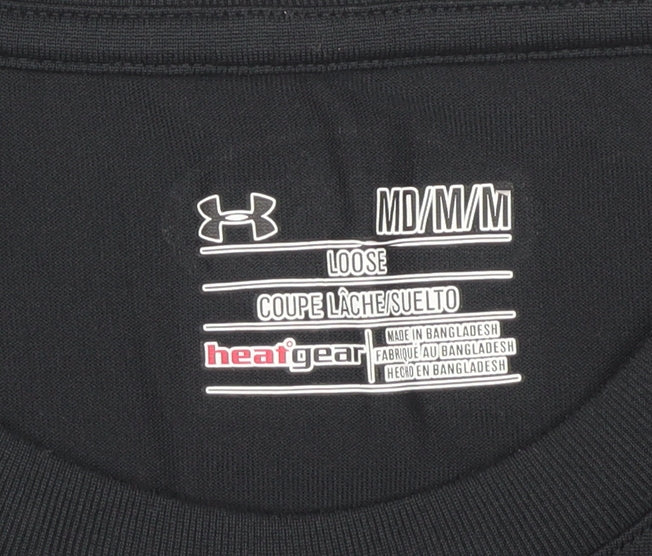 MD/M/M
LOOSE
COUPE LÂCHE/SUELTO
heatgear
MADE IN BANGLADESH
FABRIQUÉ AU BANGLADESH
HECHO EN BANGLADESH